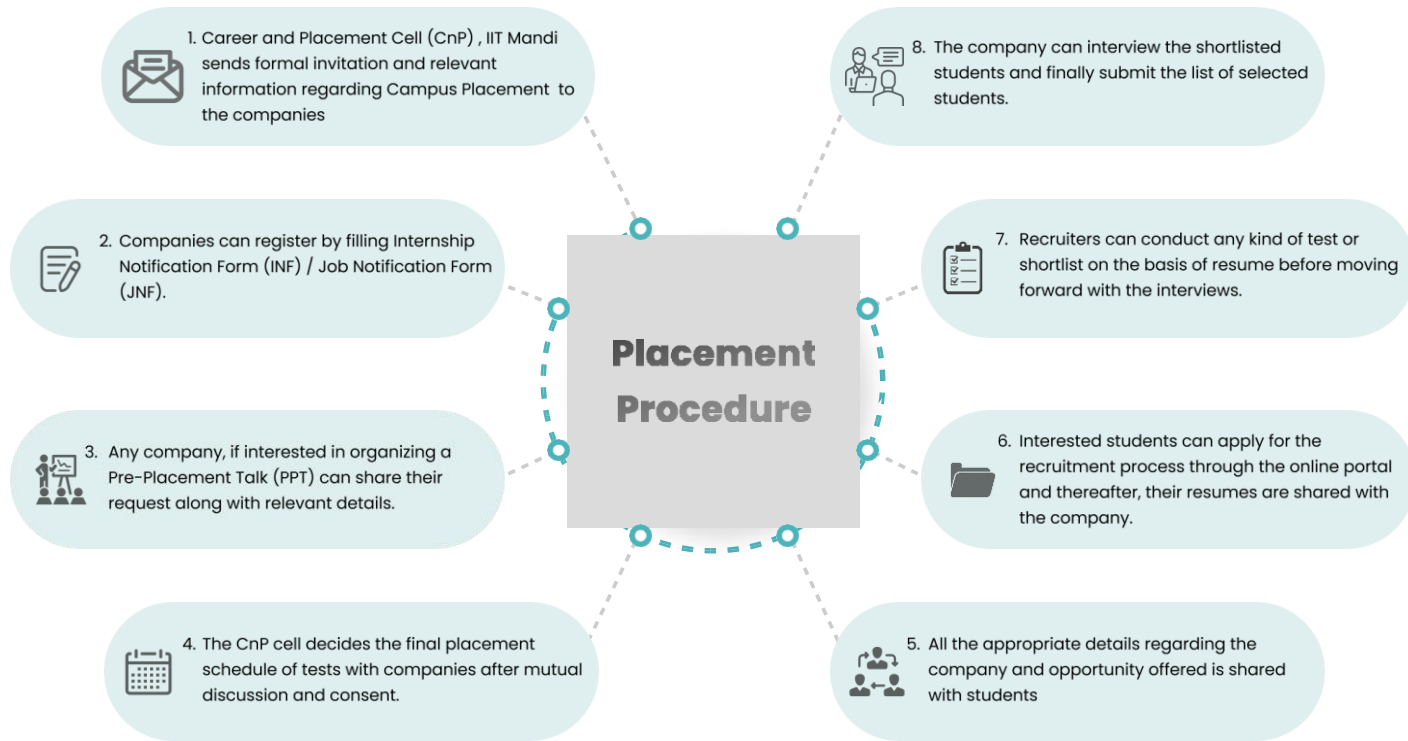 Placement
Procedure
1. Career and Placement Cell (CnP) , IIT Mandi
sends formal invitation and relevant
information regarding Campus Placement to
the companies
2. Companies can register by filling Internship
Notification Form (INF) / Job Notification Form
(JNF).
3. Any company, if interested in organizing a
Pre-Placement Talk (PPT) can share their
request along with relevant details.
4. The CnP cell decides the final placement
schedule of tests with companies after mutual
discussion and consent.
5. All the appropriate details regarding the
company and opportunity offered is shared
with students
6. Interested students can apply for the
recruitment process through the online portal
and thereafter, their resumes are shared with
the company.
7. Recruiters can conduct any kind of test or
shortlist on the basis of resume before moving
forward with the interviews.
8. The company can interview the shortlisted
students and finally submit the list of selected
students.